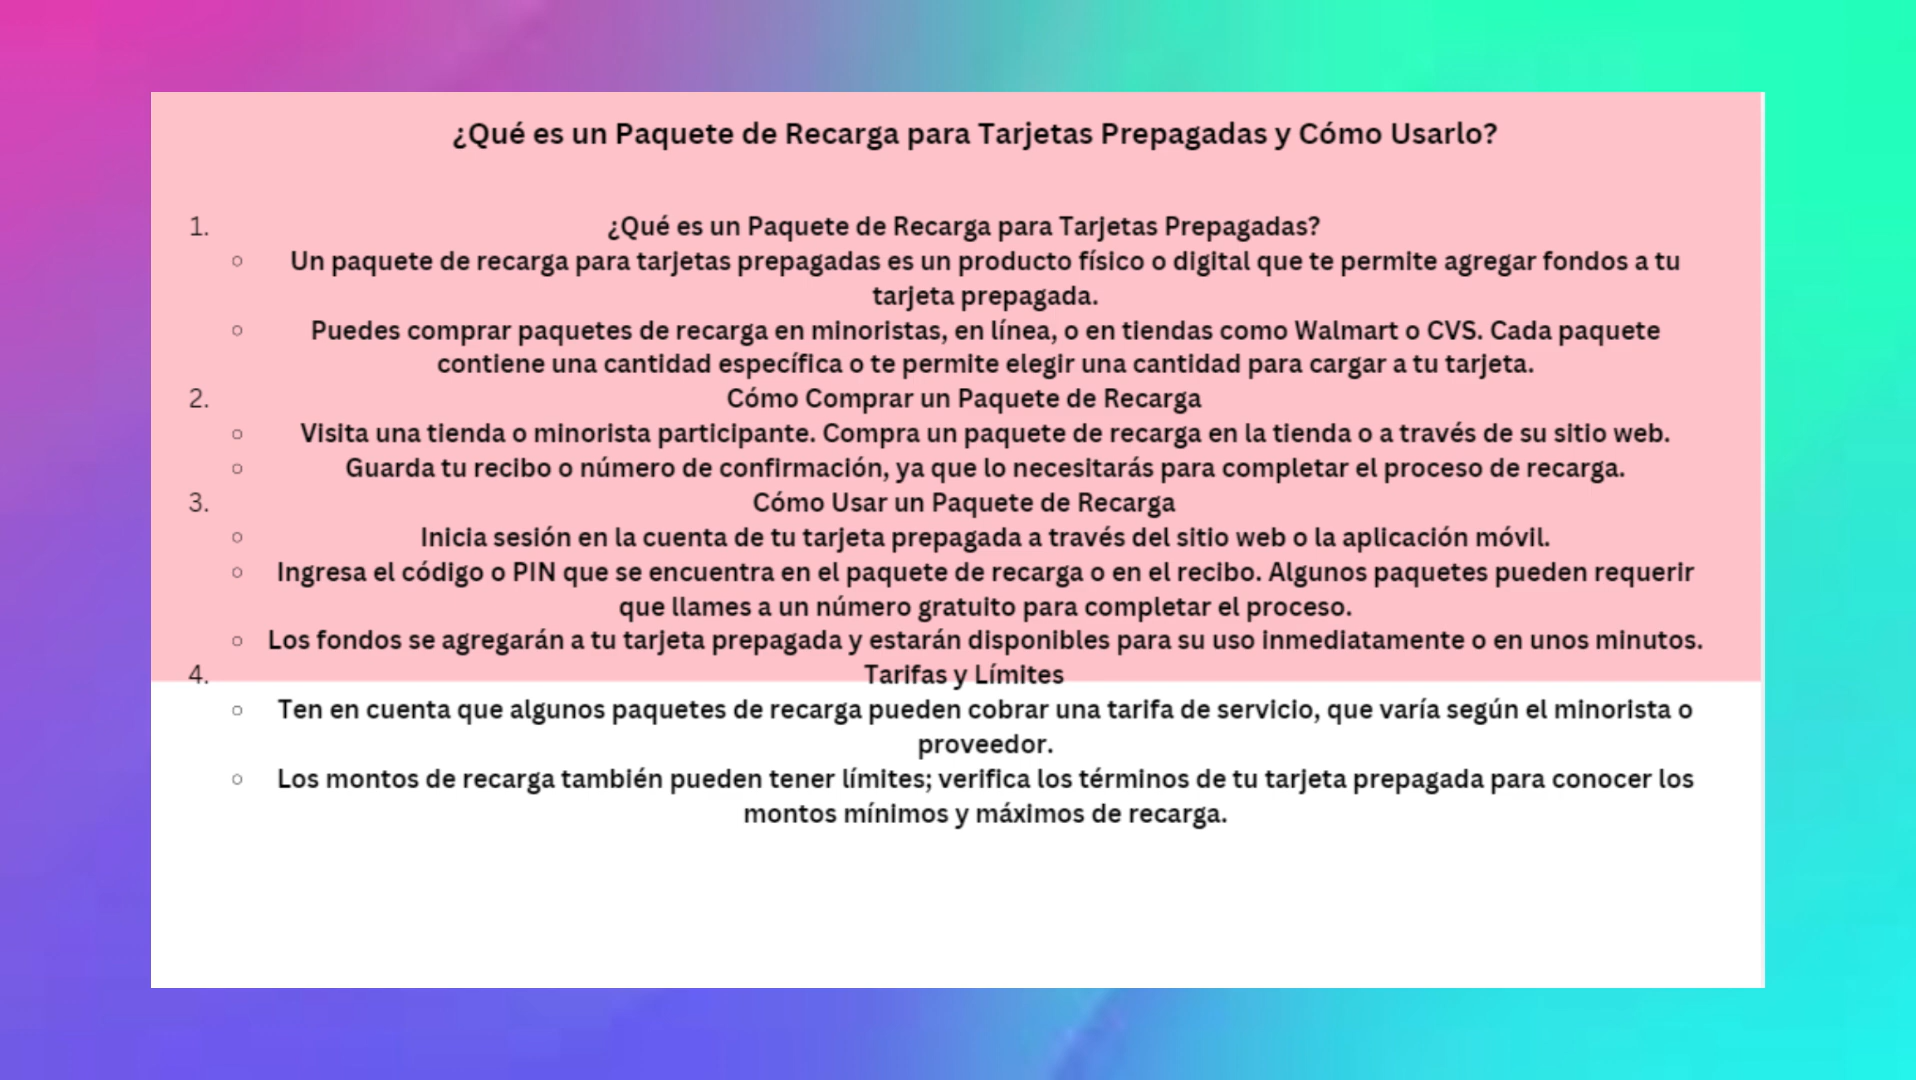 ¿Qué es un Paquete de Recarga para Tarjetas Prepagadas y Cómo Usarlo?
1. ¿Qué es un Paquete de Recarga para Tarjetas Prepagadas?
○ Un paquete de recarga para tarjetas prepagadas es un producto físico o digital que te permite agregar fondos a tu
tarjeta prepagada.
○ Puedes comprar paquetes de recarga en minoristas, en línea, o en tiendas como Walmart o CVS. Cada paquete
contiene una cantidad específica o te permite elegir una cantidad para cargar a tu tarjeta.
2. Cómo Comprar un Paquete de Recarga
○ Visita una tienda o minorista participante. Compra un paquete de recarga en la tienda o a través de su sitio web.
○ Guarda tu recibo o número de confirmación, ya que lo necesitarás para completar el proceso de recarga.
3. Cómo Usar un Paquete de Recarga
○ Inicia sesión en la cuenta de tu tarjeta prepagada a través del sitio web o la aplicación móvil.
○ Ingresa el código o PIN que se encuentra en el paquete de recarga o en el recibo. Algunos paquetes pueden requerir
que llames a un número gratuito para completar el proceso.
○ Los fondos se agregarán a tu tarjeta prepagada y estarán disponibles para su uso inmediatamente o en unos minutos.
4. Tarifas y Límites
○ Ten en cuenta que algunos paquetes de recarga pueden cobrar una tarifa de servicio, que varía según el minorista o
proveedor.
○ Los montos de recarga también pueden tener límites; verifica los términos de tu tarjeta prepagada para conocer los
montos mínimos y máximos de recarga.